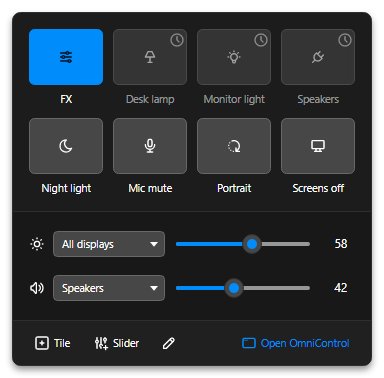 FX Desk lamp Monitor light Speakers
Night light Mic mute Portrait Screens off
All displays 58
Speakers 42
Tile Slider Open OmniControl